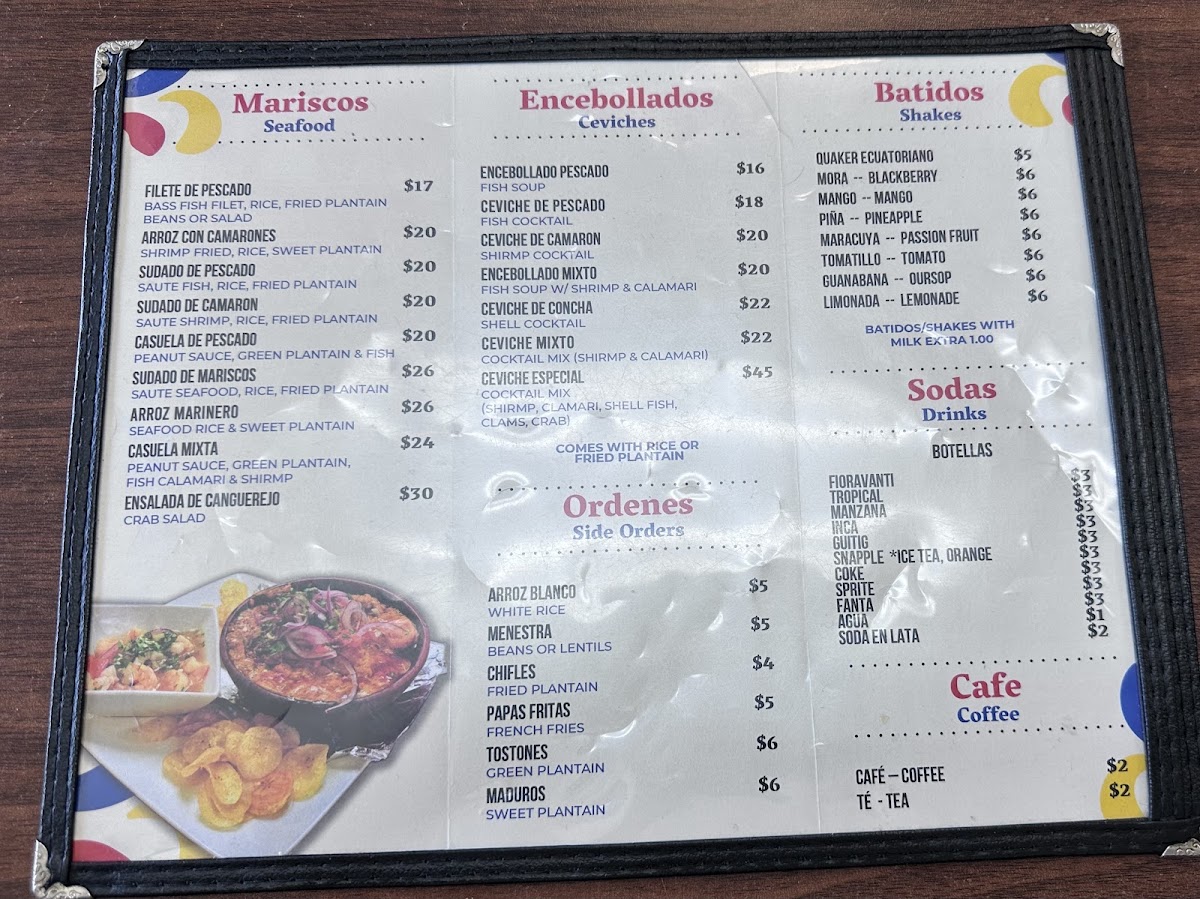 Mariscos
Seafood
FILETE DE PESCADO $17
BASS FISH FILET, RICE, FRIED PLANTAIN
BEANS OR SALAD
ARROZ CON CAMARONES $20
SHRIMP FRIED, RICE, SWEET PLANTAIN
SUDADO DE PESCADO $20
SAUTE FISH, RICE, FRIED PLANTAIN
SUDADO DE CAMARON $20
SAUTE SHRIMP, RICE, FRIED PLANTAIN
CASUELA DE PESCADO $20
PEANUT SAUCE, GREEN PLANTAIN & FISH
SUDADO DE MARISCOS $26
SAUTE SEAFOOD, RICE, FRIED PLANTAIN
ARROZ MARINERO $26
SEAFOOD RICE & SWEET PLANTAIN
CASUELA MIXTA $24
PEANUT SAUCE, GREEN PLANTAIN,
FISH CALAMARI & SHIRMP
ENSALADA DE CANGUEREJO $30
CRAB SALAD
Encebollados
Ceviches
ENCEBOLLADO PESCADO $16
FISH SOUP
CEVICHE DE PESCADO $18
FISH COCKTAIL
CEVICHE DE CAMARON $20
SHIRMP COCKTAIL
ENCEBOLLADO MIXTO $20
FISH SOUP W/ SHRIMP & CALAMARI
CEVICHE DE CONCHA $22
SHELL COCKTAIL
CEVICHE MIXTO $22
COCKTAIL MIX (SHIRMP & CALAMARI)
CEVICHE ESPECIAL $45
COCKTAIL MIX
(SHIRMP, CLAMARI, SHELL FISH,
CLAMS, CRAB)
COMES WITH RICE OR
FRIED PLANTAIN
Ordenes
Side Orders
ARROZ BLANCO $5
WHITE RICE
MENESTRA $5
BEANS OR LENTILS
CHIFLES $4
FRIED PLANTAIN
PAPAS FRITAS $5
FRENCH FRIES
TOSTONES $6
GREEN PLANTAIN
MADUROS $6
SWEET PLANTAIN
Batidos
Shakes
QUAKER ECUATORIANO $5
MORA -- BLACKBERRY $6
MANGO -- MANGO $6
PIÑA -- PINEAPPLE $6
MARACUYA -- PASSION FRUIT $6
TOMATILLO -- TOMATO $6
GUANABANA -- OURSOP $6
LIMONADA -- LEMONADE $6
BATIDOS/SHAKES WITH
MILK EXTRA 1.00
Sodas
Drinks
BOTELLAS
FIORAVANTI $3
TROPICAL $3
MANZANA $3
INCA $3
GUITIG $3
SNAPPLE *ICE TEA, ORANGE $3
COKE $3
SPRITE $3
FANTA $3
AGUA $1
SODA EN LATA $2
Cafe
Coffee
CAFÉ – COFFEE $2
TÉ - TEA $2